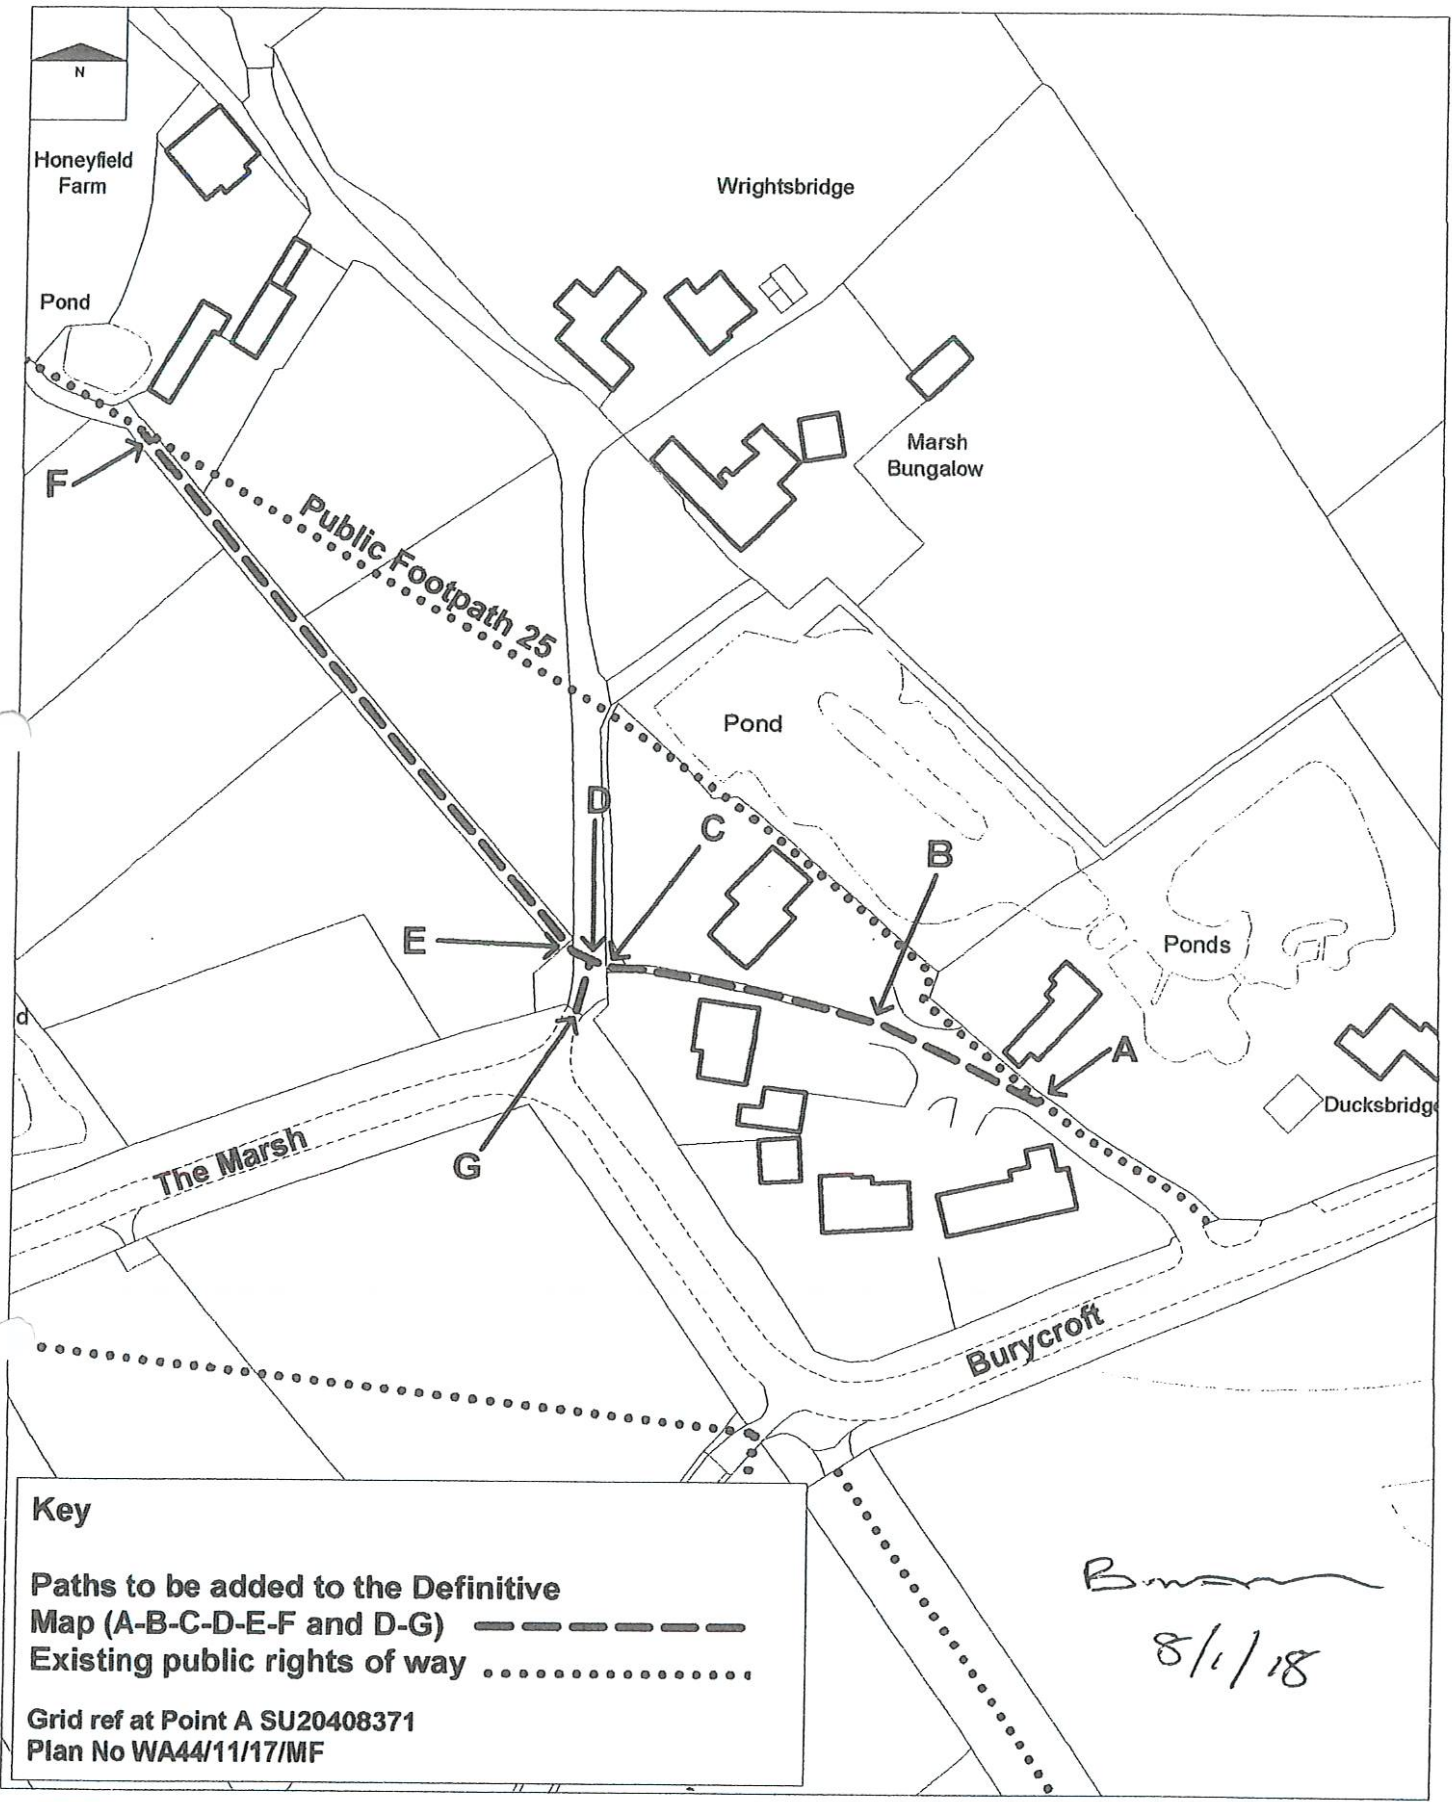 N
Honeyfield
Farm
Wrightsbridge
Pond
Marsh
Bungalow
F
Public Footpath 25
Pond
D
C
B
E
Ponds
d
A
G
Ducksbridg
The Marsh
Burycroft
Key
Paths to be added to the Definitive
Map (A-B-C-D-E-F and D-G)
Existing public rights of way
Grid ref at Point A SU20408371
Plan No WA44/11/17/MF
8/1/18